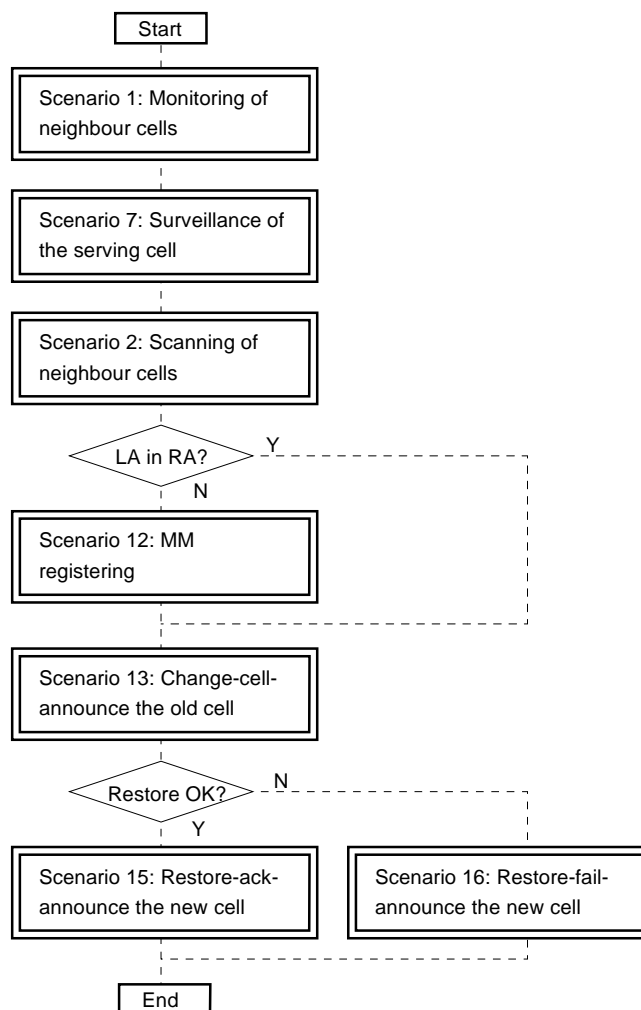 Start
Scenario 1: Monitoring of
neighbour cells
Scenario 7: Surveillance of
the serving cell
Scenario 2: Scanning of
neighbour cells
LA in RA?
Y
N
Scenario 12: MM
registering
Scenario 13: Change-cell-
announce the old cell
Restore OK?
N
Y
Scenario 15: Restore-ack-
announce the new cell
Scenario 16: Restore-fail-
announce the new cell
End